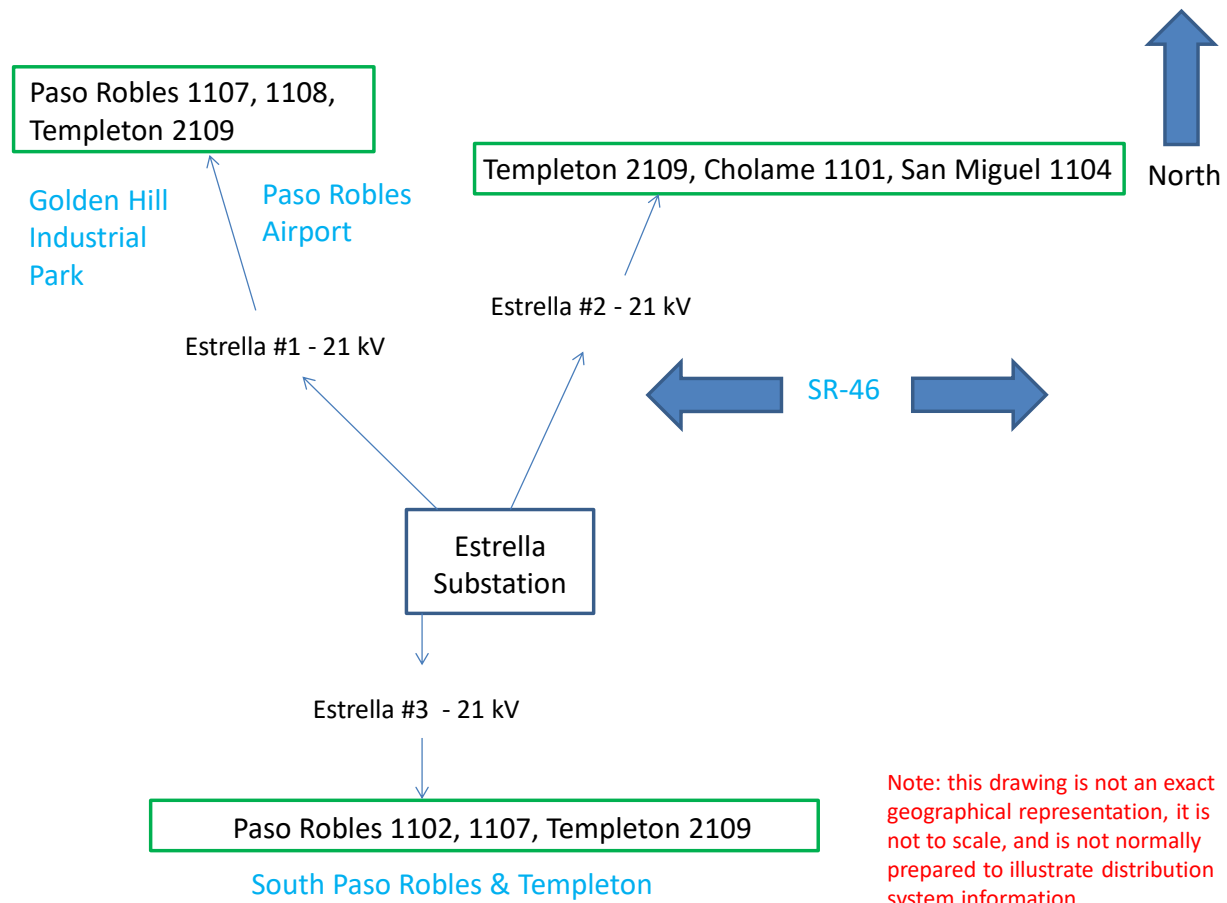 Paso Robles 1107, 1108,
Templeton 2109
Templeton 2109, Cholame 1101, San Miguel 1104
North
Golden Hill
Industrial
Park
Paso Robles
Airport
Estrella #2 - 21 kV
Estrella #1 - 21 kV
SR-46
Estrella
Substation
Estrella #3  - 21 kV
Paso Robles 1102, 1107, Templeton 2109
South Paso Robles & Templeton
Note: this drawing is not an exact
geographical representation, it is
not to scale, and is not normally
prepared to illustrate distribution
system information